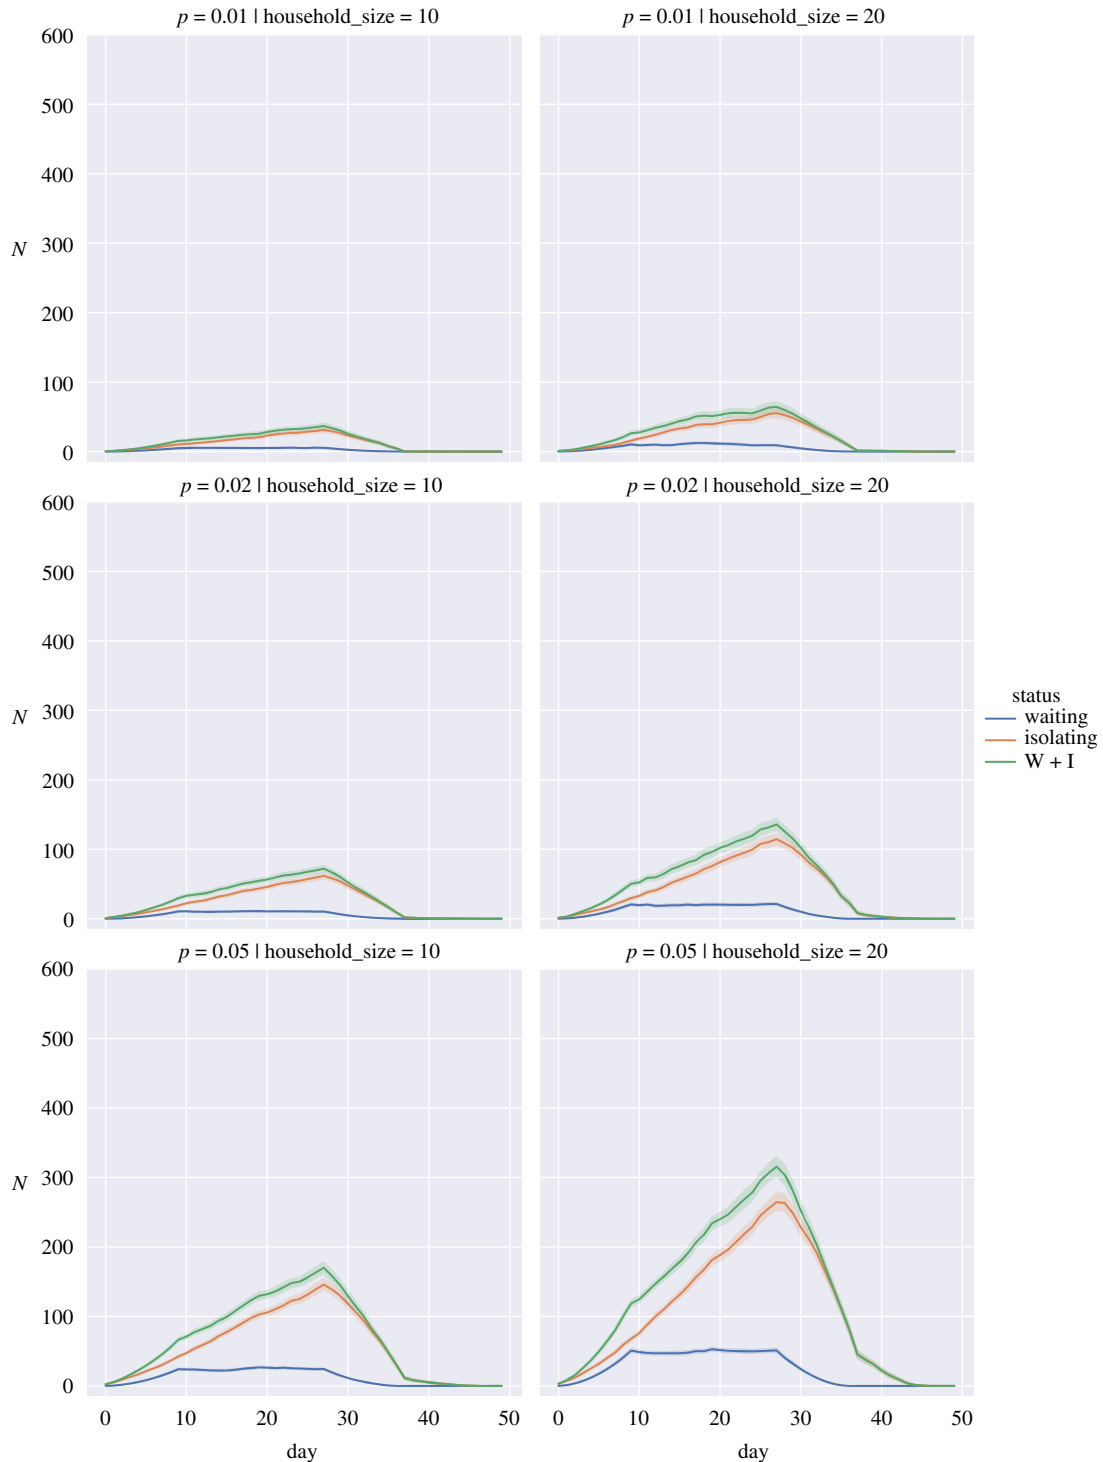 p = 0.01 | household_size = 10
p = 0.01 | household_size = 20
600
500
400
300
200
100
0
N
p = 0.02 | household_size = 10
p = 0.02 | household_size = 20
600
500
400
300
200
100
0
N
status
waiting
isolating
W + I
p = 0.05 | household_size = 10
p = 0.05 | household_size = 20
600
500
400
300
200
100
0
N
0 10 20 30 40 50
0 10 20 30 40 50
day
day